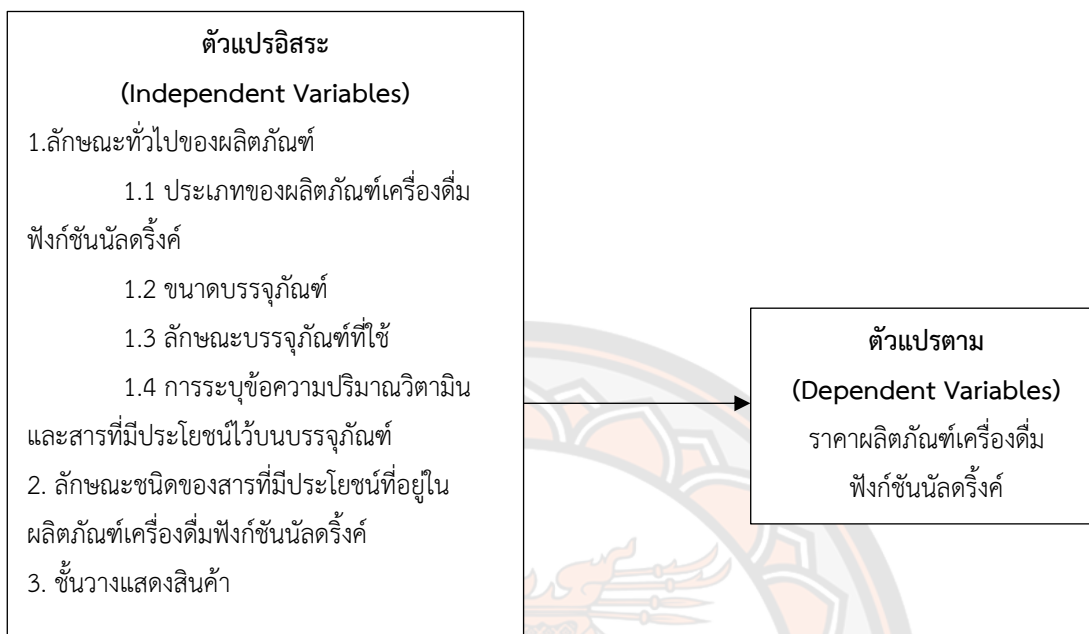 ตัวแปรอิสระ
(Independent Variables)
1.ลักษณะทั่วไปของผลิตภัณฑ์
1.1 ประเภทของผลิตภัณฑ์เครื่องดื่ม
ฟังก์ชันนัลดริ้งค์
1.2 ขนาดบรรจุภัณฑ์
1.3 ลักษณะบรรจุภัณฑ์ที่ใช้
1.4 การระบุข้อความปริมาณวิตามิน
และสารที่มีประโยชน์ไว้บนบรรจุภัณฑ์
2. ลักษณะชนิดของสารที่มีประโยชน์ที่อยู่ใน
ผลิตภัณฑ์เครื่องดื่มฟังก์ชันนัลดริ้งค์
3. ชั้นวางแสดงสินค้า
ตัวแปรตาม
(Dependent Variables)
ราคาผลิตภัณฑ์เครื่องดื่ม
ฟังก์ชันนัลดริ้งค์